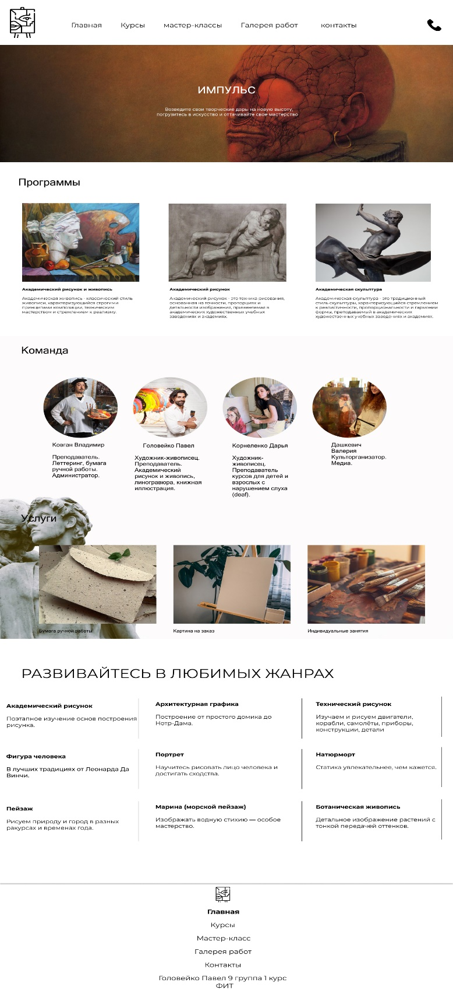 Главная Курсы мастер-классы Галерея работ контакты
ИМПУЛЬС
Возведите свои творческие дары на новую высоту,
погрузитесь в искусство и оттачивайте свое мастерство
Программы
Академический рисунок и живопись
Академическая живопись - классический стиль
живописи, характеризующийся строгими
принципами композиции, техническим
мастерством и стремлением к реализму.
Академический рисунок
Академический рисунок - это техника рисования,
основанная на точности, пропорциях и
детальности изображения, применяемая в
академических художественных учебных
заведениях и академиях.
Академическая скульптура
Академическая скульптура - это традиционный
стиль скульптуры, характеризующийся стремлением
к реалистичности, пропорциональности и гармонии
формы, преподаваемый в академических
художественных учебных заведениях и академиях.
Команда
Ковган Владимир
Преподаватель.
Леттеринг, бумага
ручной работы.
Администратор.
Головейко Павел
Художник-живописец.
Преподаватель.
Академический
рисунок и живопись,
линогравюра, книжная
иллюстрация.
Корнеленко Дарья
Художник-
живописец.
Преподаватель
курсов для детей и
взрослых с
нарушением слуха
(deaf).
Дашкевич
Валерия
Культорганизатор.
Медиа.
Услуги
Бумага ручной работы
Картина на заказ
Индивидуальные занятия
РАЗВИВАЙТЕСЬ В ЛЮБИМЫХ ЖАНРАХ
Академический рисунок
Поэтапное изучение основ построения
рисунка.
Архитектурная графика
Построение от простого домика до
Нотр-Дама.
Технический рисунок
Изучаем и рисуем двигатели,
корабли, самолёты, приборы,
конструкции, детали
Фигура человека
В лучших традициях от Леонарда Да
Винчи.
Портрет
Научитесь рисовать лицо человека и
достигать сходства.
Натюрморт
Статика увлекательнее, чем кажется.
Пейзаж
Рисуем природу и город в разных
ракурсах и временах года.
Марина (морской пейзаж)
Изображать водную стихию — особое
мастерство.
Ботаническая живопись
Детальное изображение растений с
тонкой передачей оттенков.
Главная
Курсы
Мастер-класс
Галерея работ
Контакты
Головейко Павел 9 группа 1 курс
ФИТ